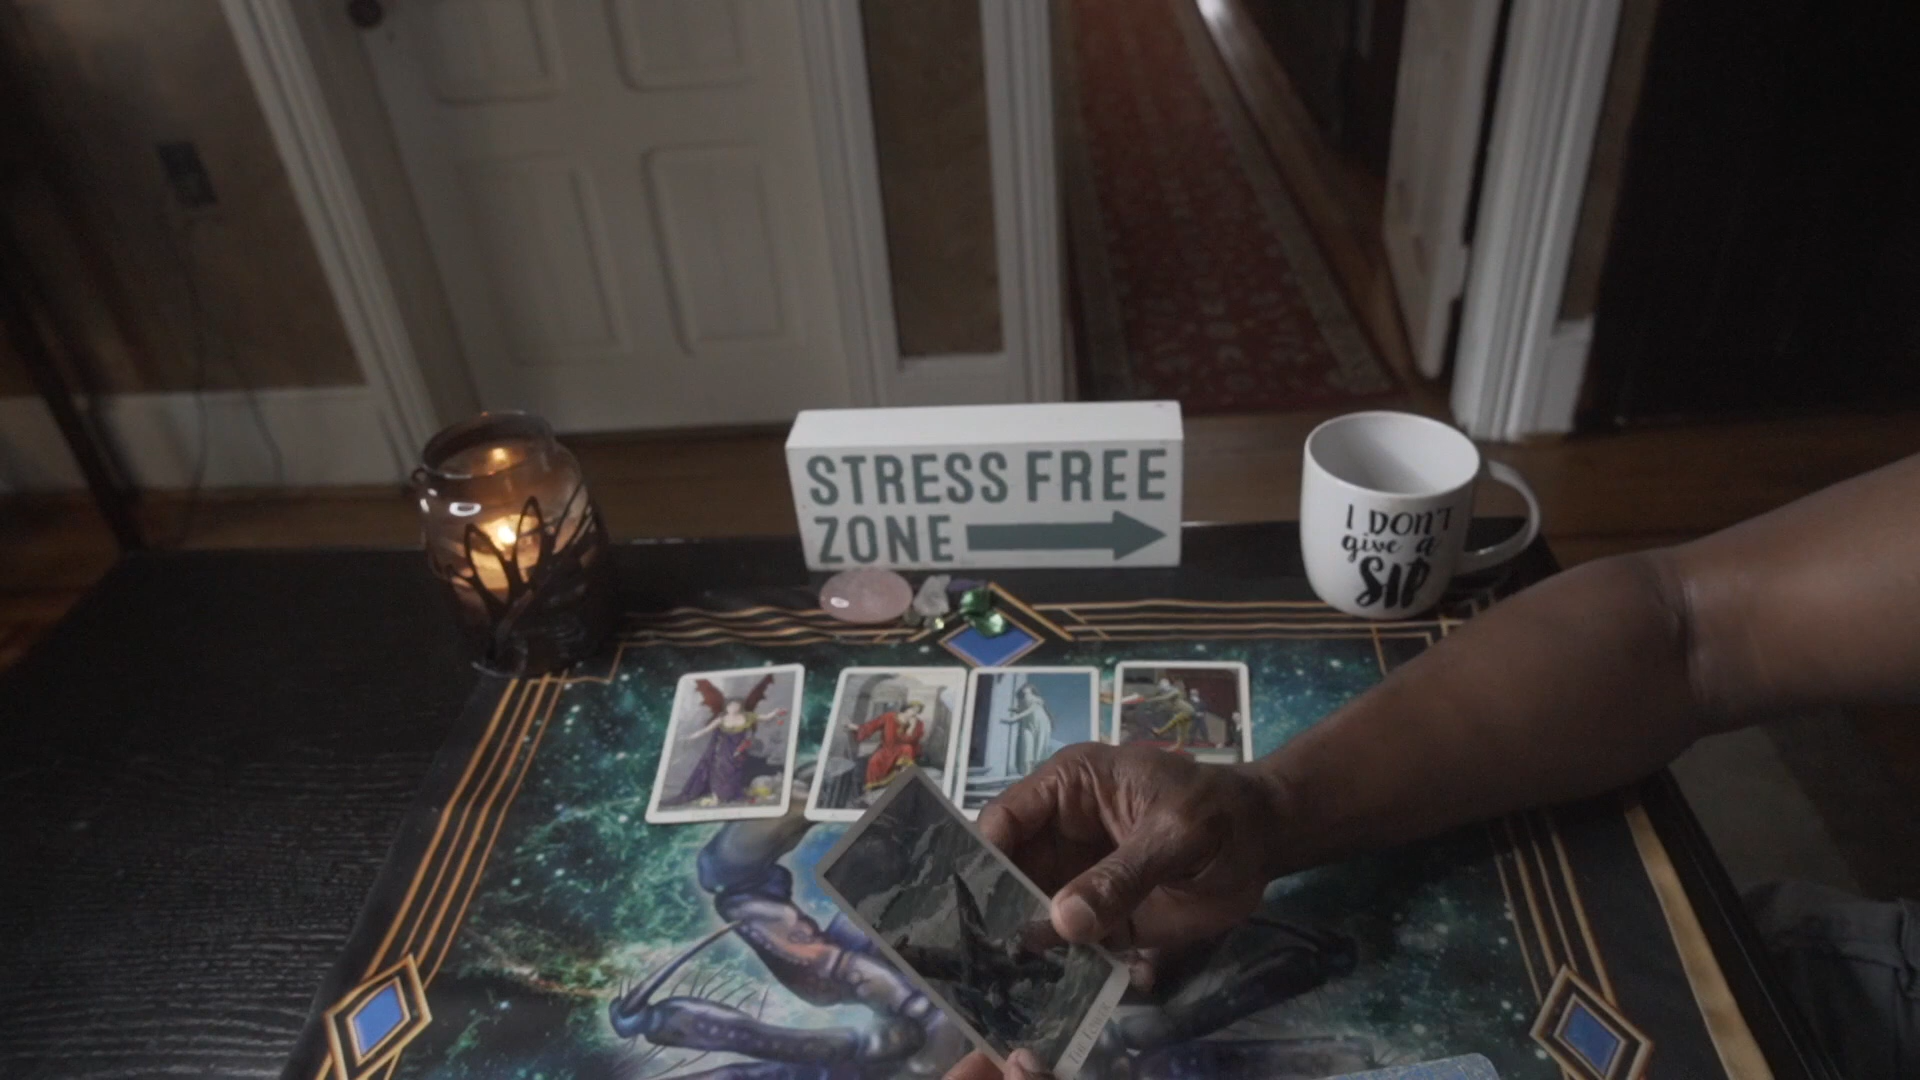 STRESS FREE
ZONE
I DON'T
give a
SIP